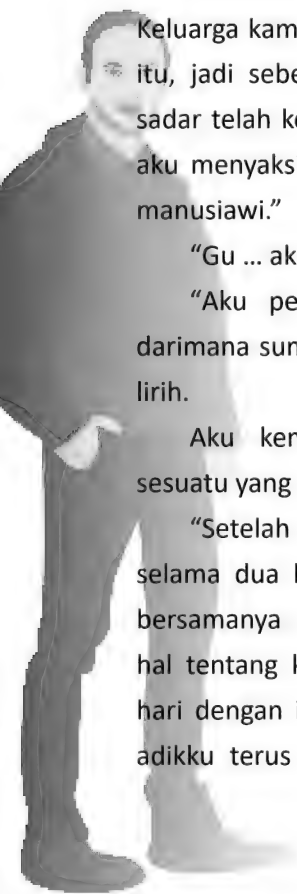 Keluarga kam
itu, jadi sebe
sadar telah ke
aku menyaks
manusiawi.”
“Gu ... ak
“Aku pe
darimana sun
lirih.
Aku ken
sesuatu yang
“Setelah
selama dua
bersamanya
hal tentang
hari dengan
adikku terus